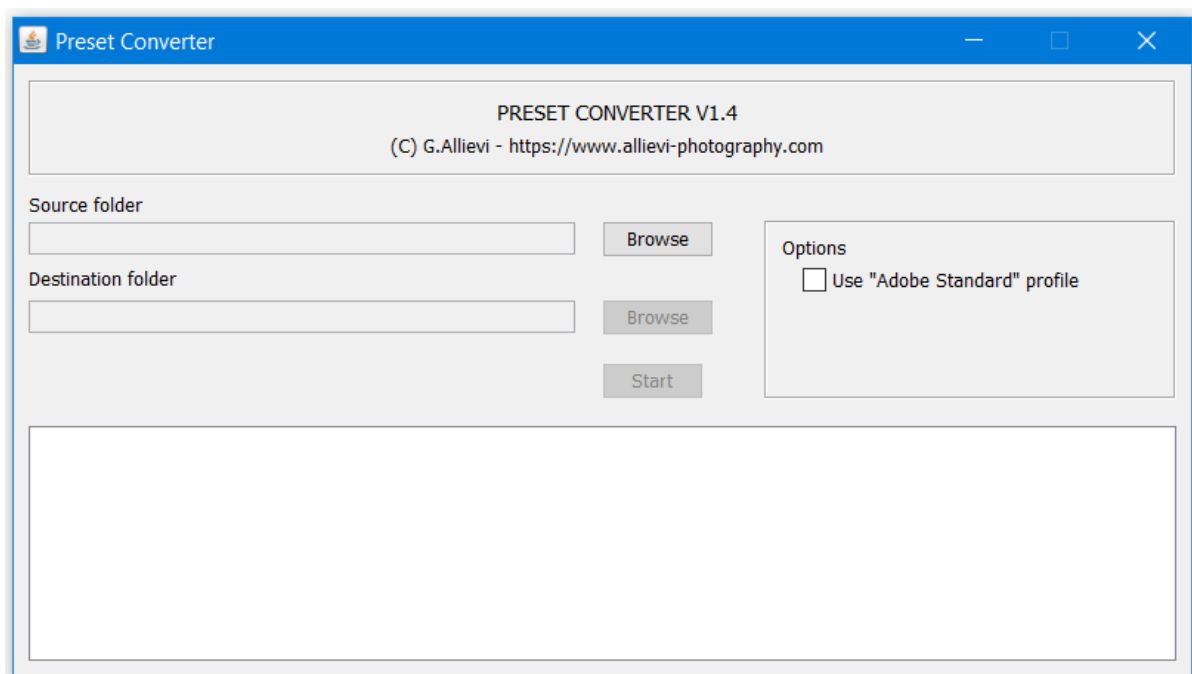 Preset Converter
PRESET CONVERTER V1.4
(C) G.Allievi - https://www.allievi-photography.com
Source folder
Browse
Destination folder
Browse
Start
Options
Use "Adobe Standard" profile